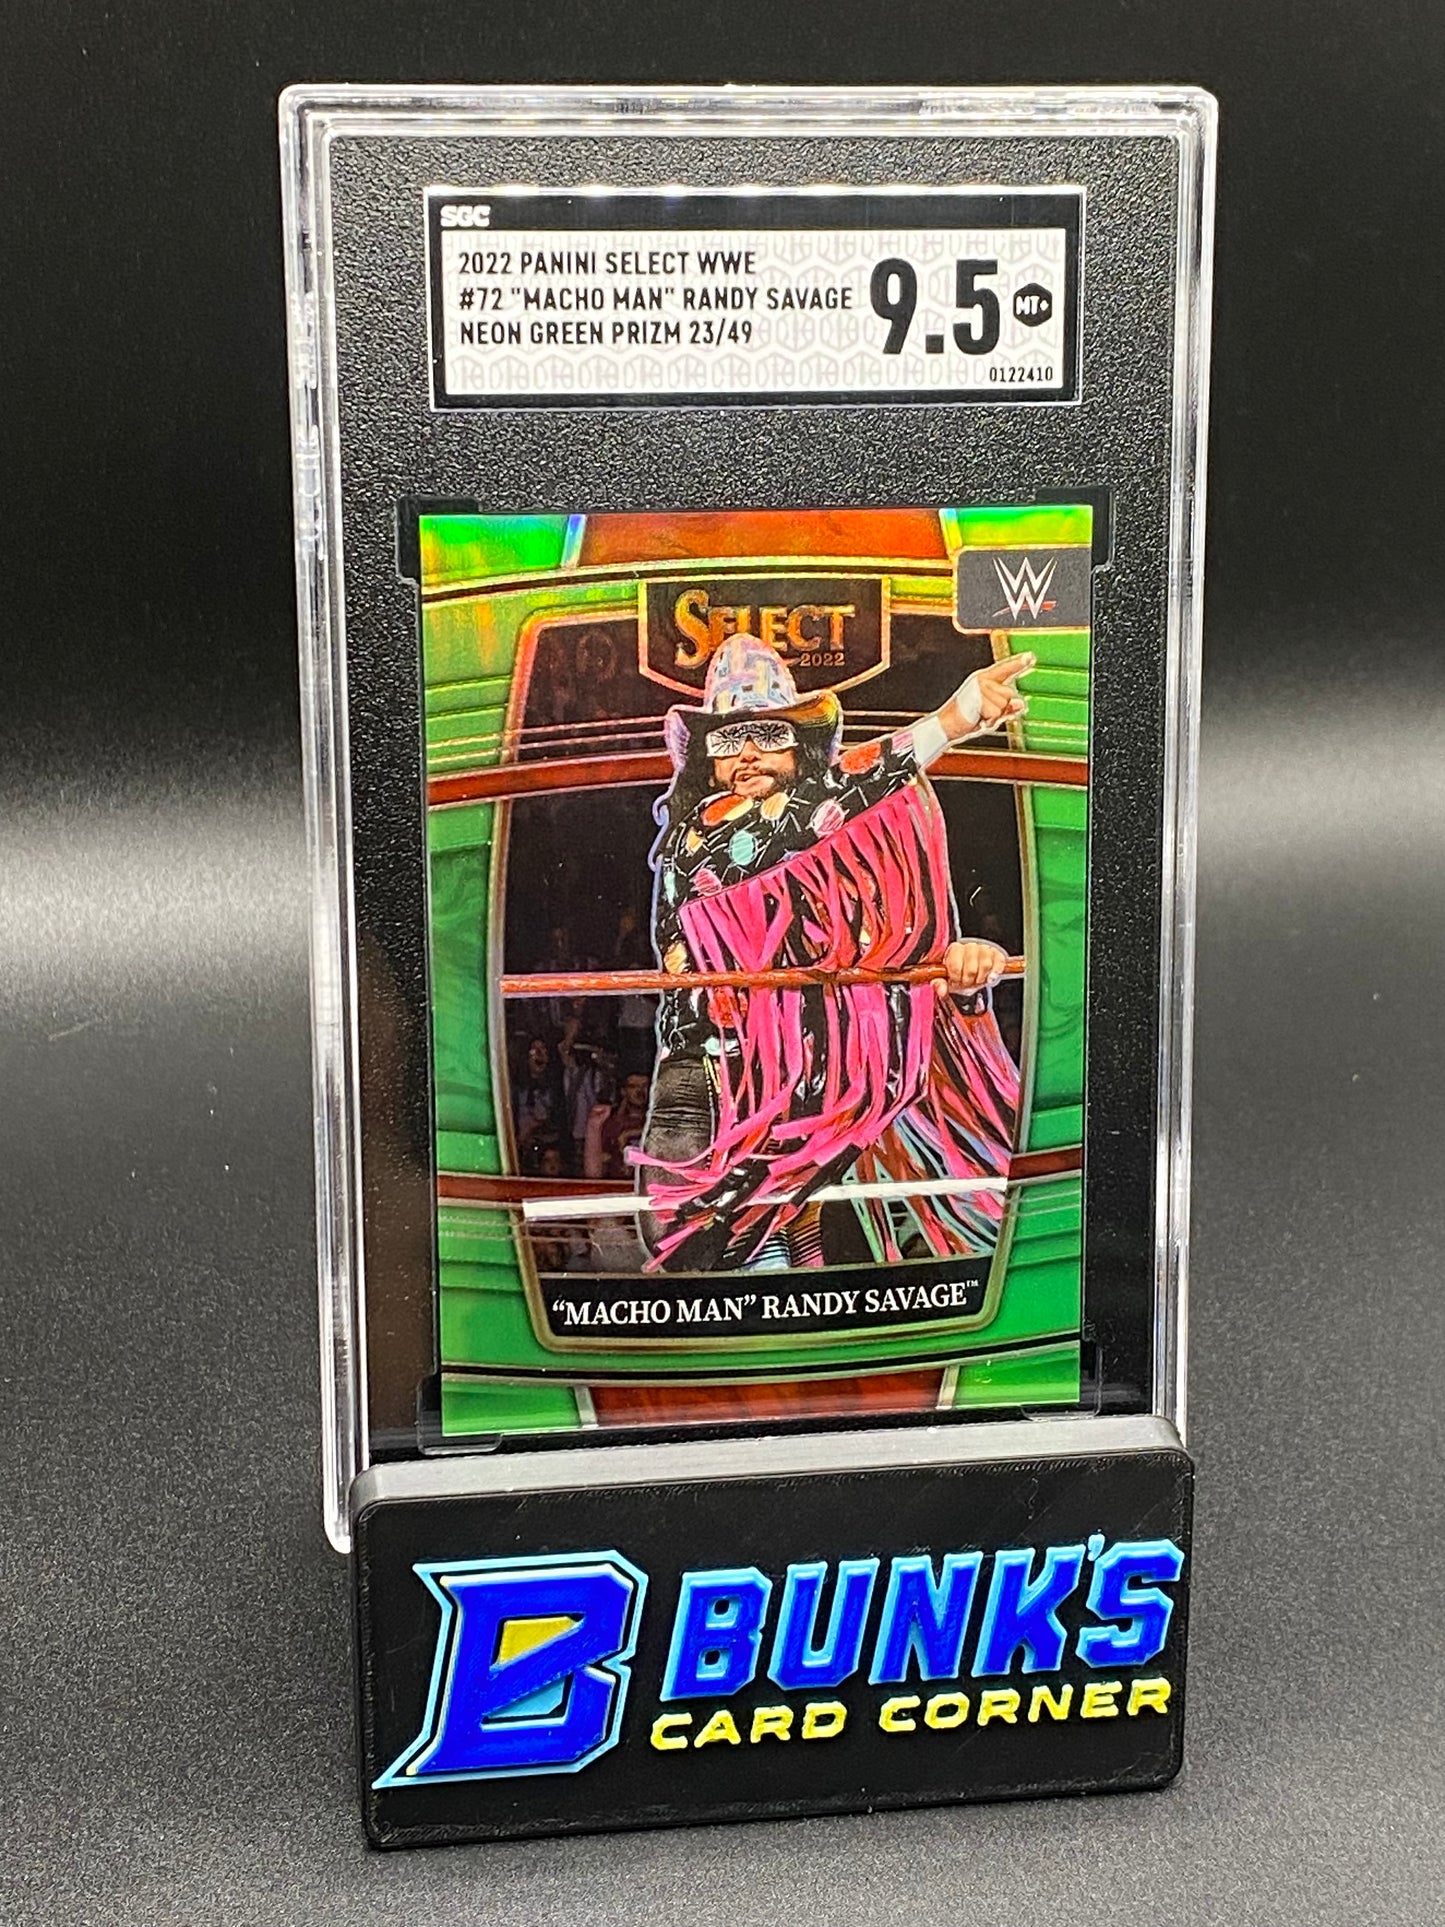 SGC
2022 PANINI SELECT WWE
#72 "MACHO MAN" RANDY SAVAGE
NEON GREEN PRIZM 23/49
9.5 MT+
0122410
W
SELECT
2022
“MACHO MAN” RANDY SAVAGE™
B
BUNK'S
CARD CORNER